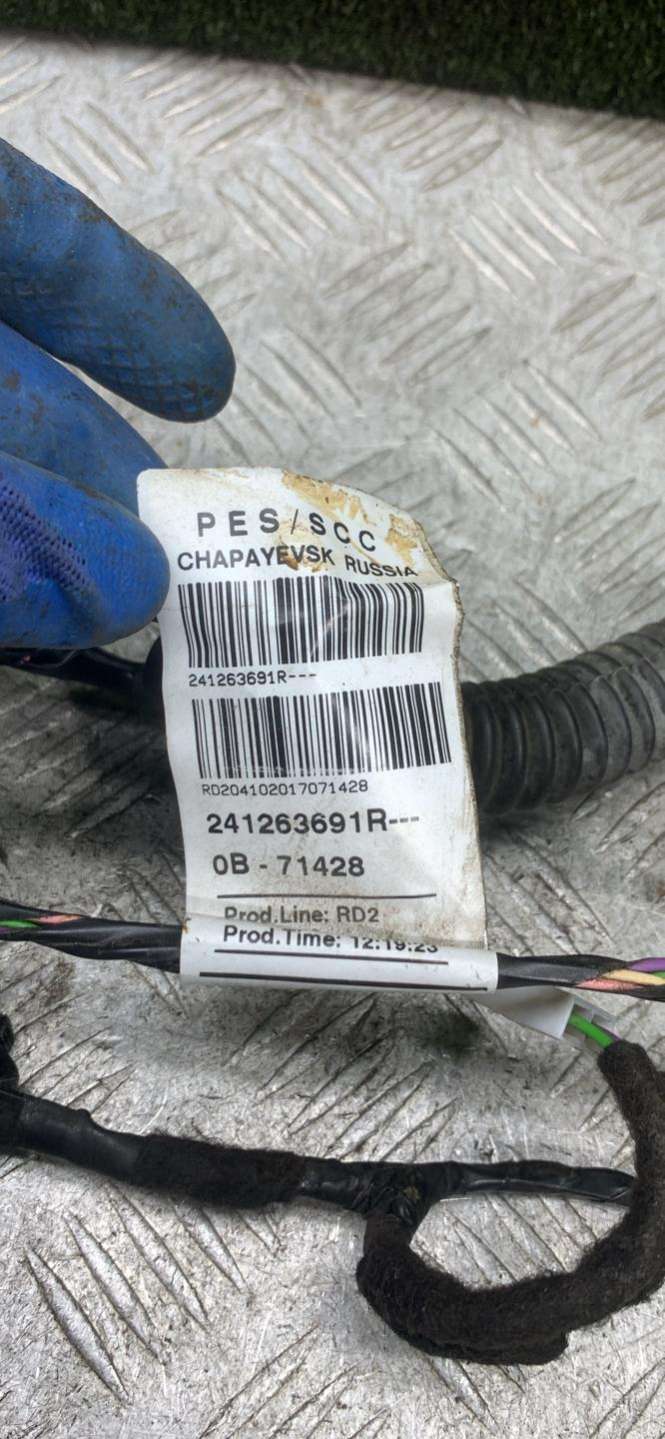 PES/SCC
CHAPAYEVSK RUSSIA
241263691R---
RD204102017071428
241263691R---
0B - 71428
Prod.Line: RD2
Prod.Time: 12:19:23